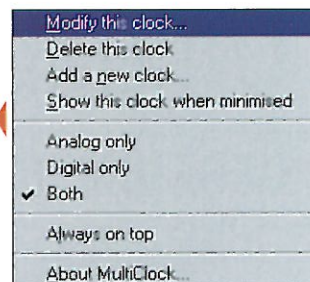 Modify this clock...
Delete this clock
Add a new clock...
Show this clock when minimised
Analog only
Digital only
Both
Always on top
About MultiClock...